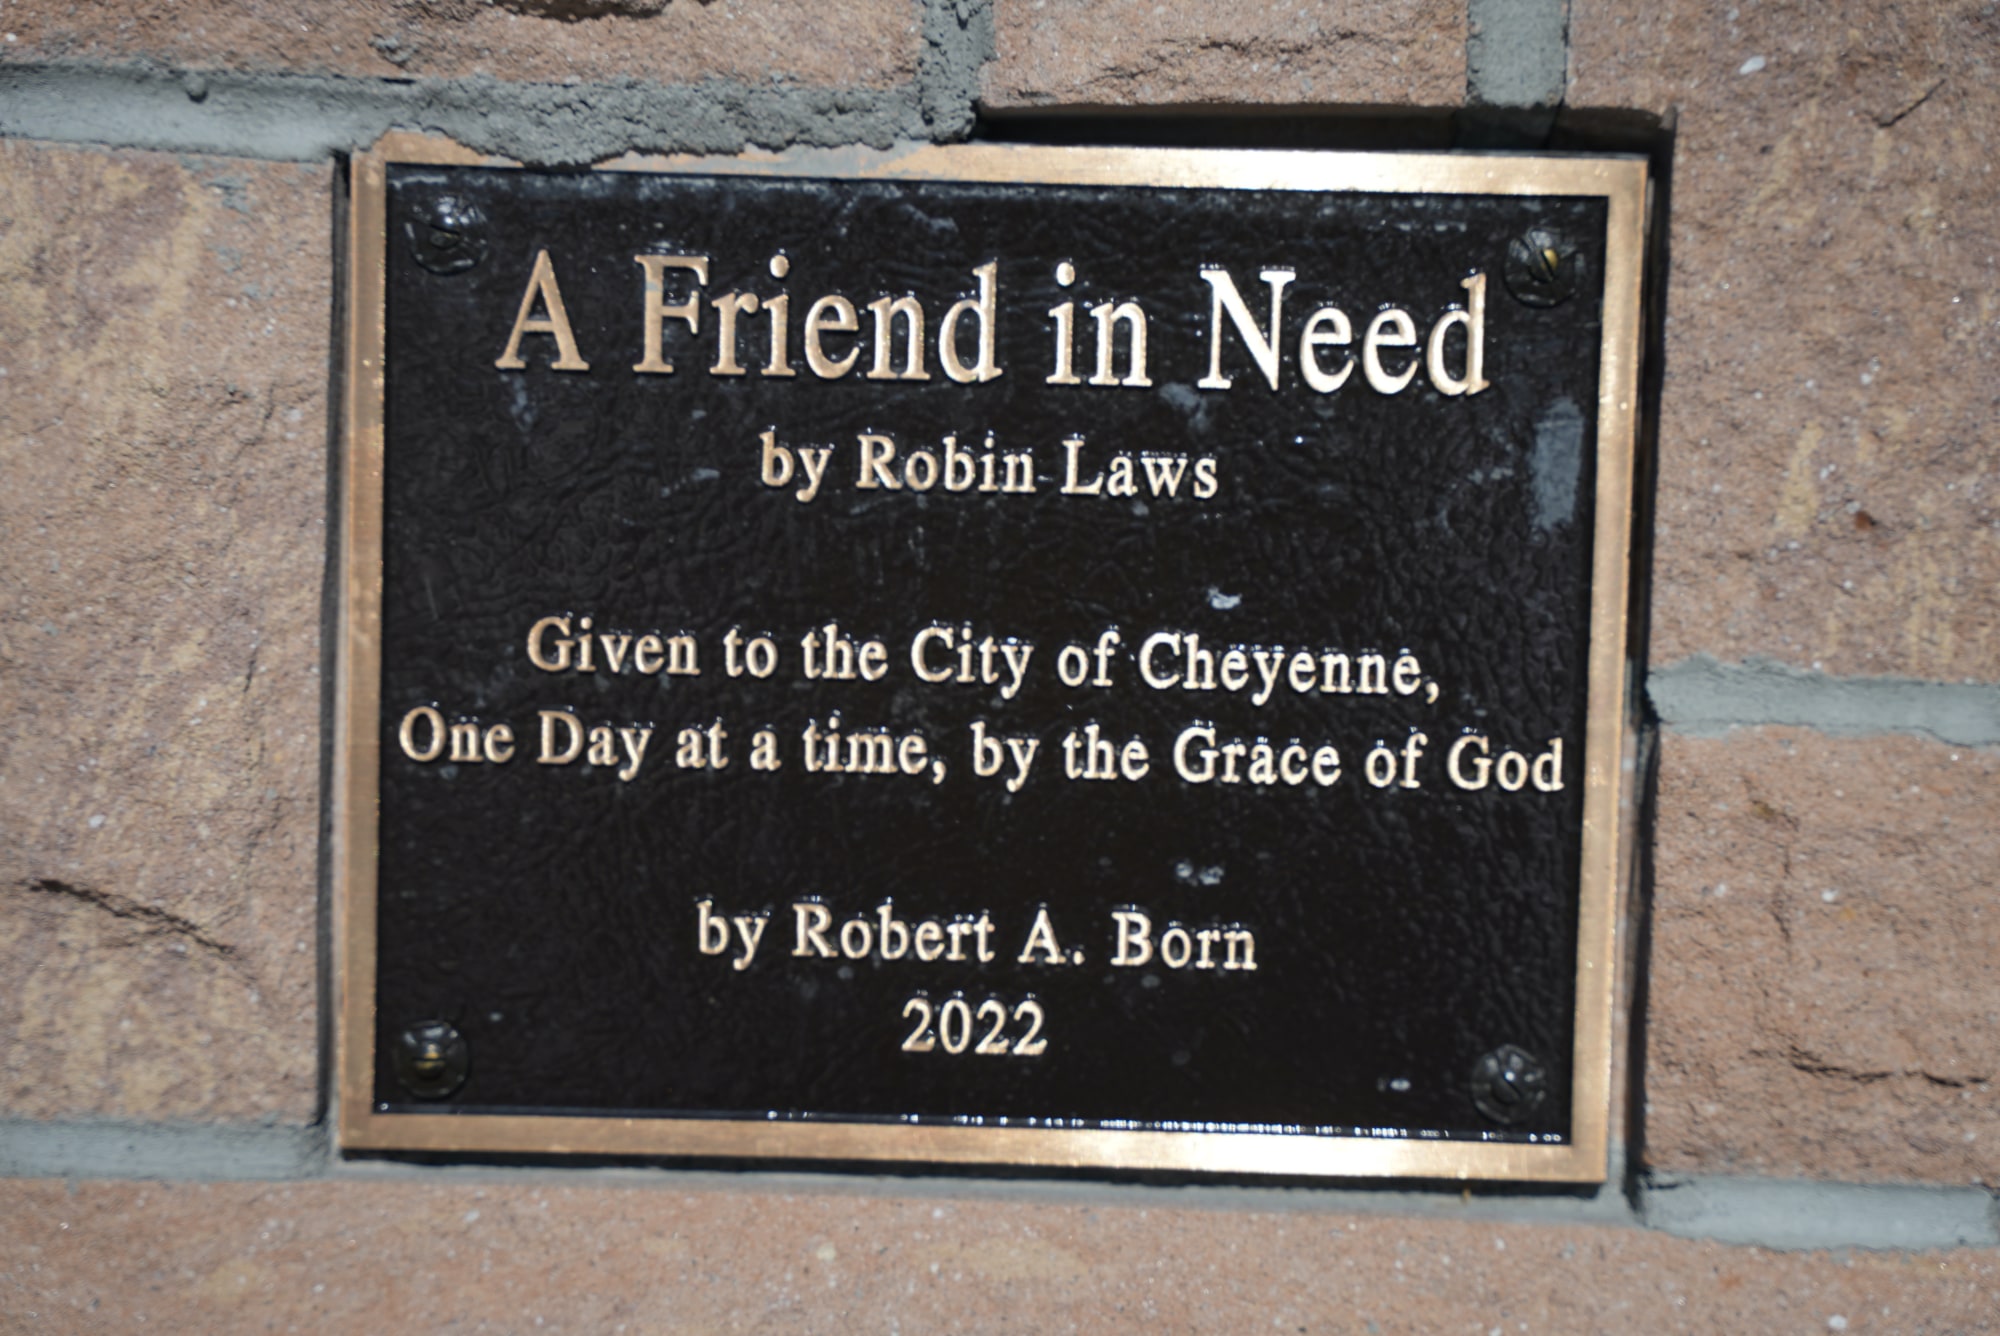 A Friend in Need
by Robin Laws
Given to the City of Cheyenne,
One Day at a time, by the Grace of God
by Robert A. Born
2022